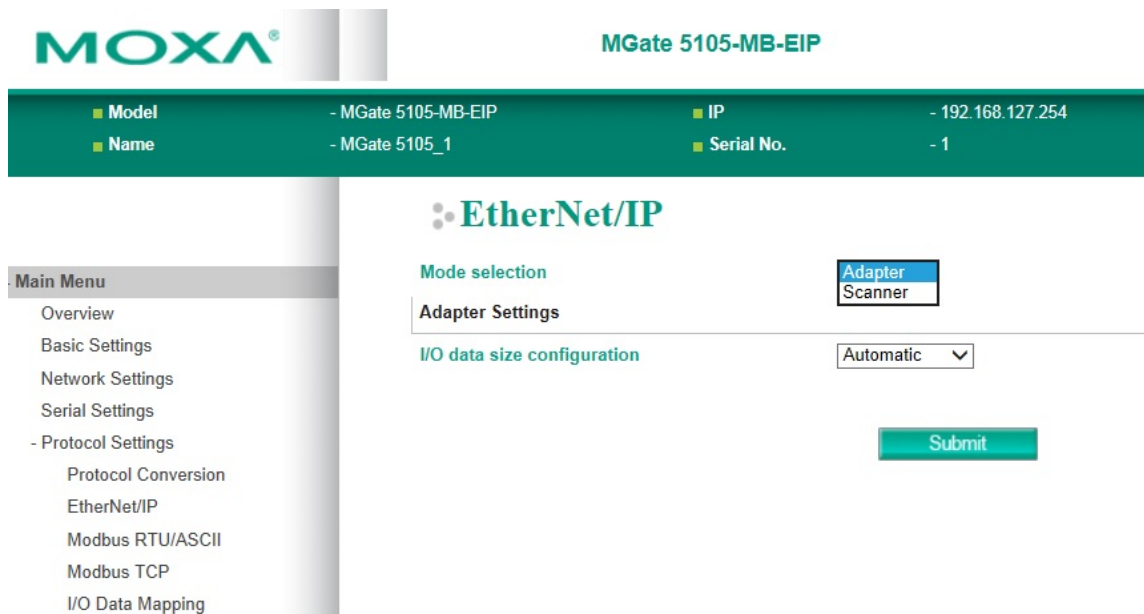 MOXA®
MGate 5105-MB-EIP
Model - MGate 5105-MB-EIP IP - 192.168.127.254
Name - MGate 5105_1 Serial No. - 1
EtherNet/IP
- Main Menu
Overview
Basic Settings
Network Settings
Serial Settings
- Protocol Settings
Protocol Conversion
EtherNet/IP
Modbus RTU/ASCII
Modbus TCP
I/O Data Mapping
Mode selection
Adapter
Scanner
Adapter Settings
I/O data size configuration Automatic
Submit